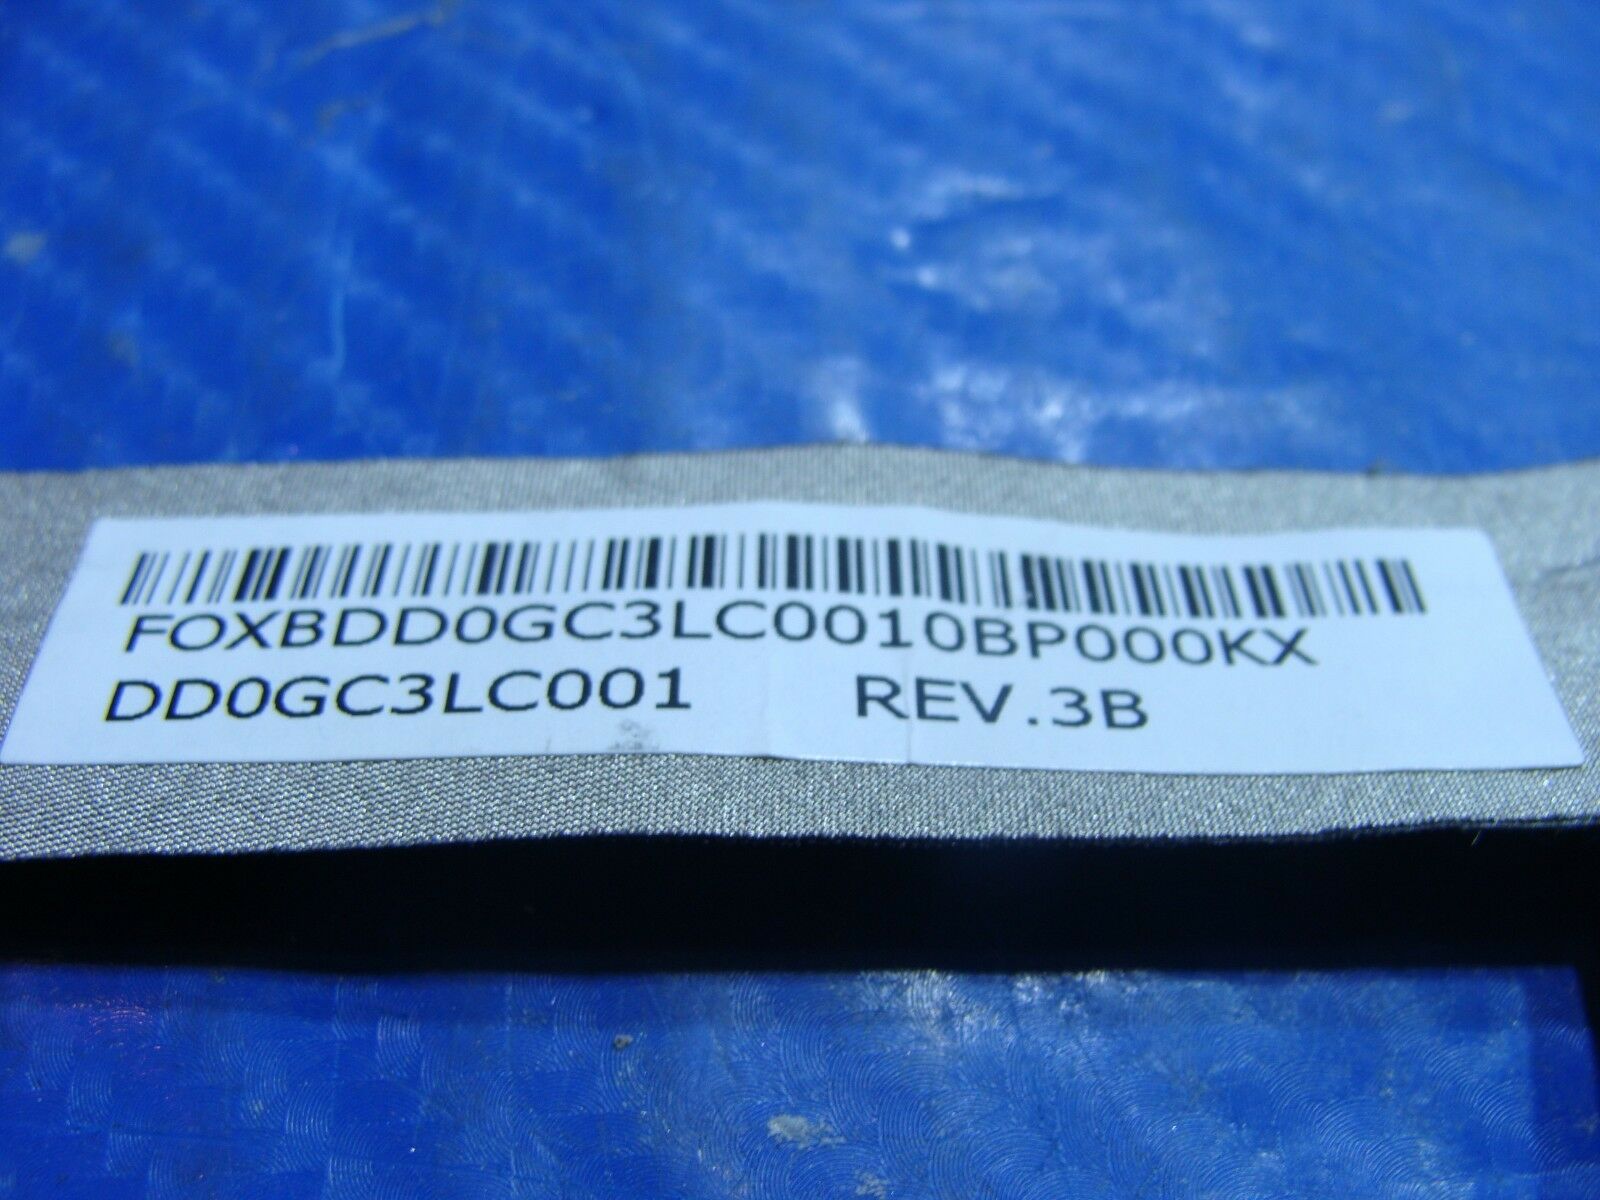 FOXBDD0GC3LC0010BP000KX
DD0GC3LC001 REV.3B